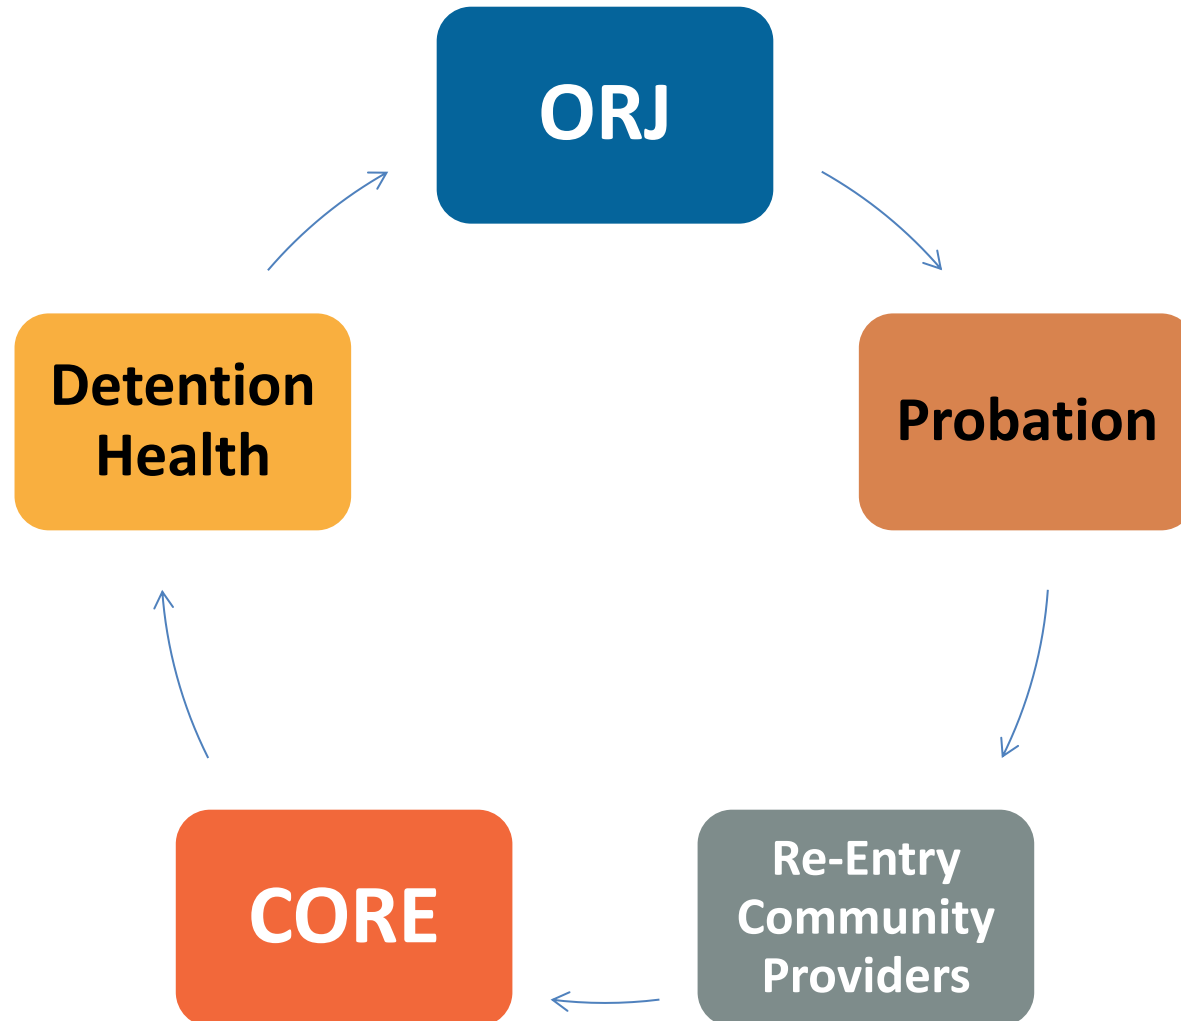 ORJ
Detention
Health
Probation
CORE
Re-Entry
Community
Providers